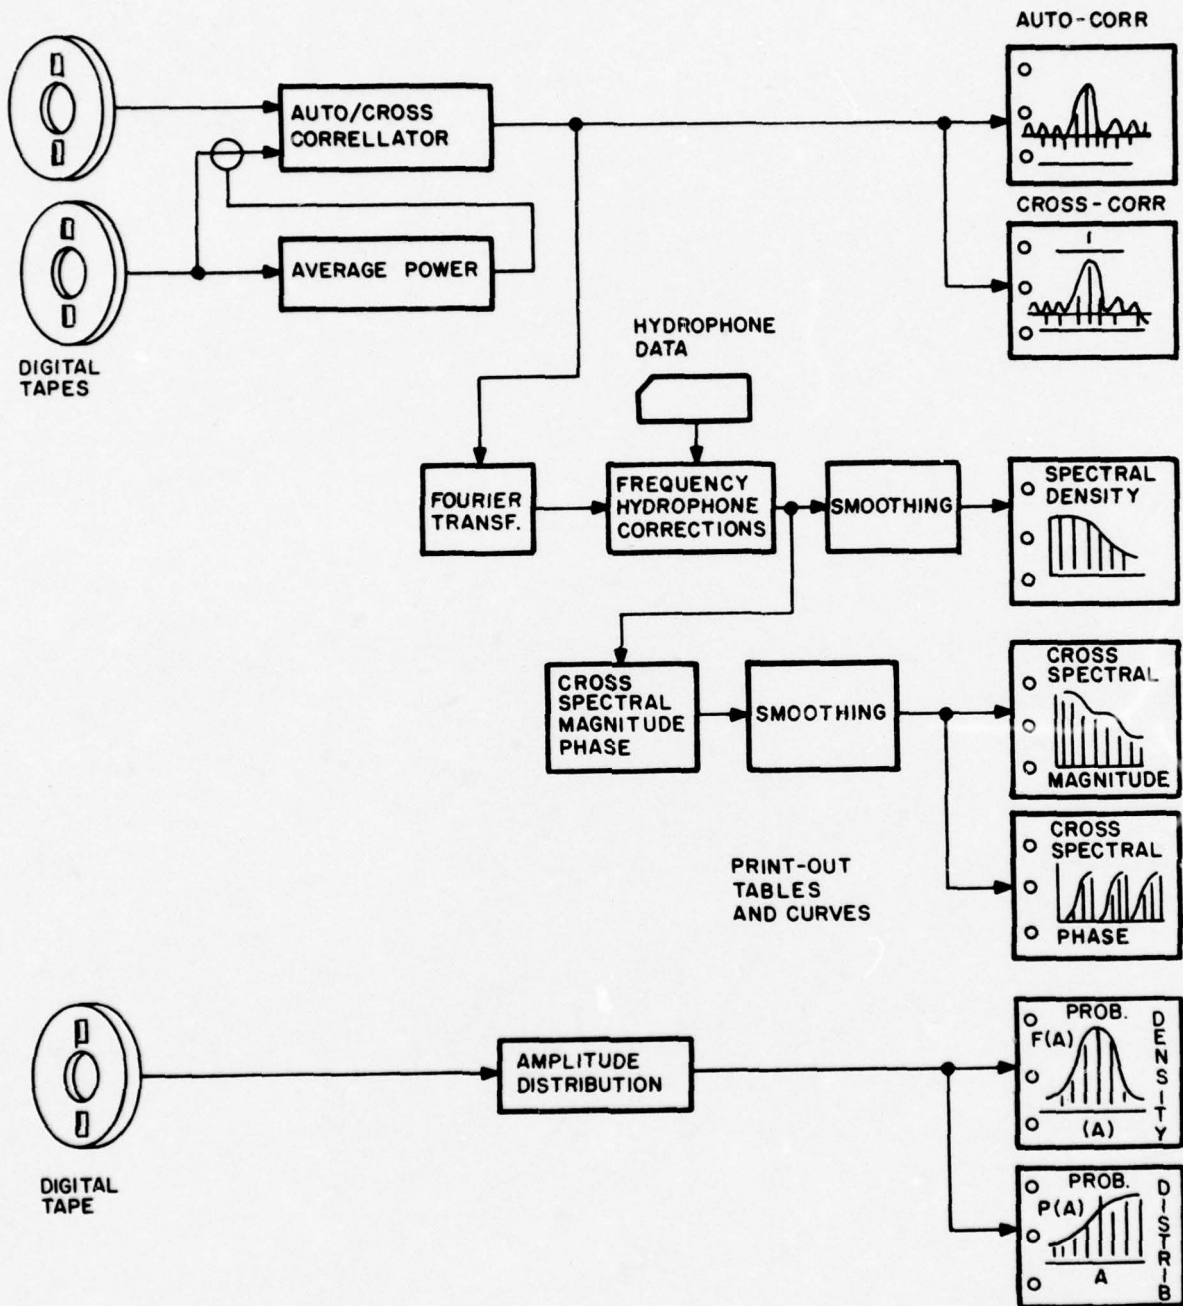 AUTO-CORR
AUTO/CROSS
CORRELLATOR
CROSS-CORR
AVERAGE POWER
DIGITAL
TAPES
HYDROPHONE
DATA
FOURIER
TRANSF.
FREQUENCY
HYDROPHONE
CORRECTIONS
SMOOTHING
SPECTRAL
DENSITY
CROSS
SPECTRAL
MAGNITUDE
PHASE
SMOOTHING
CROSS
SPECTRAL
MAGNITUDE
CROSS
SPECTRAL
PHASE
PRINT-OUT
TABLES
AND CURVES
AMPLITUDE
DISTRIBUTION
PROB.
F(A)
(A)
DENSITY
DIGITAL
TAPE
PROB.
P(A)
A
DISTRIB